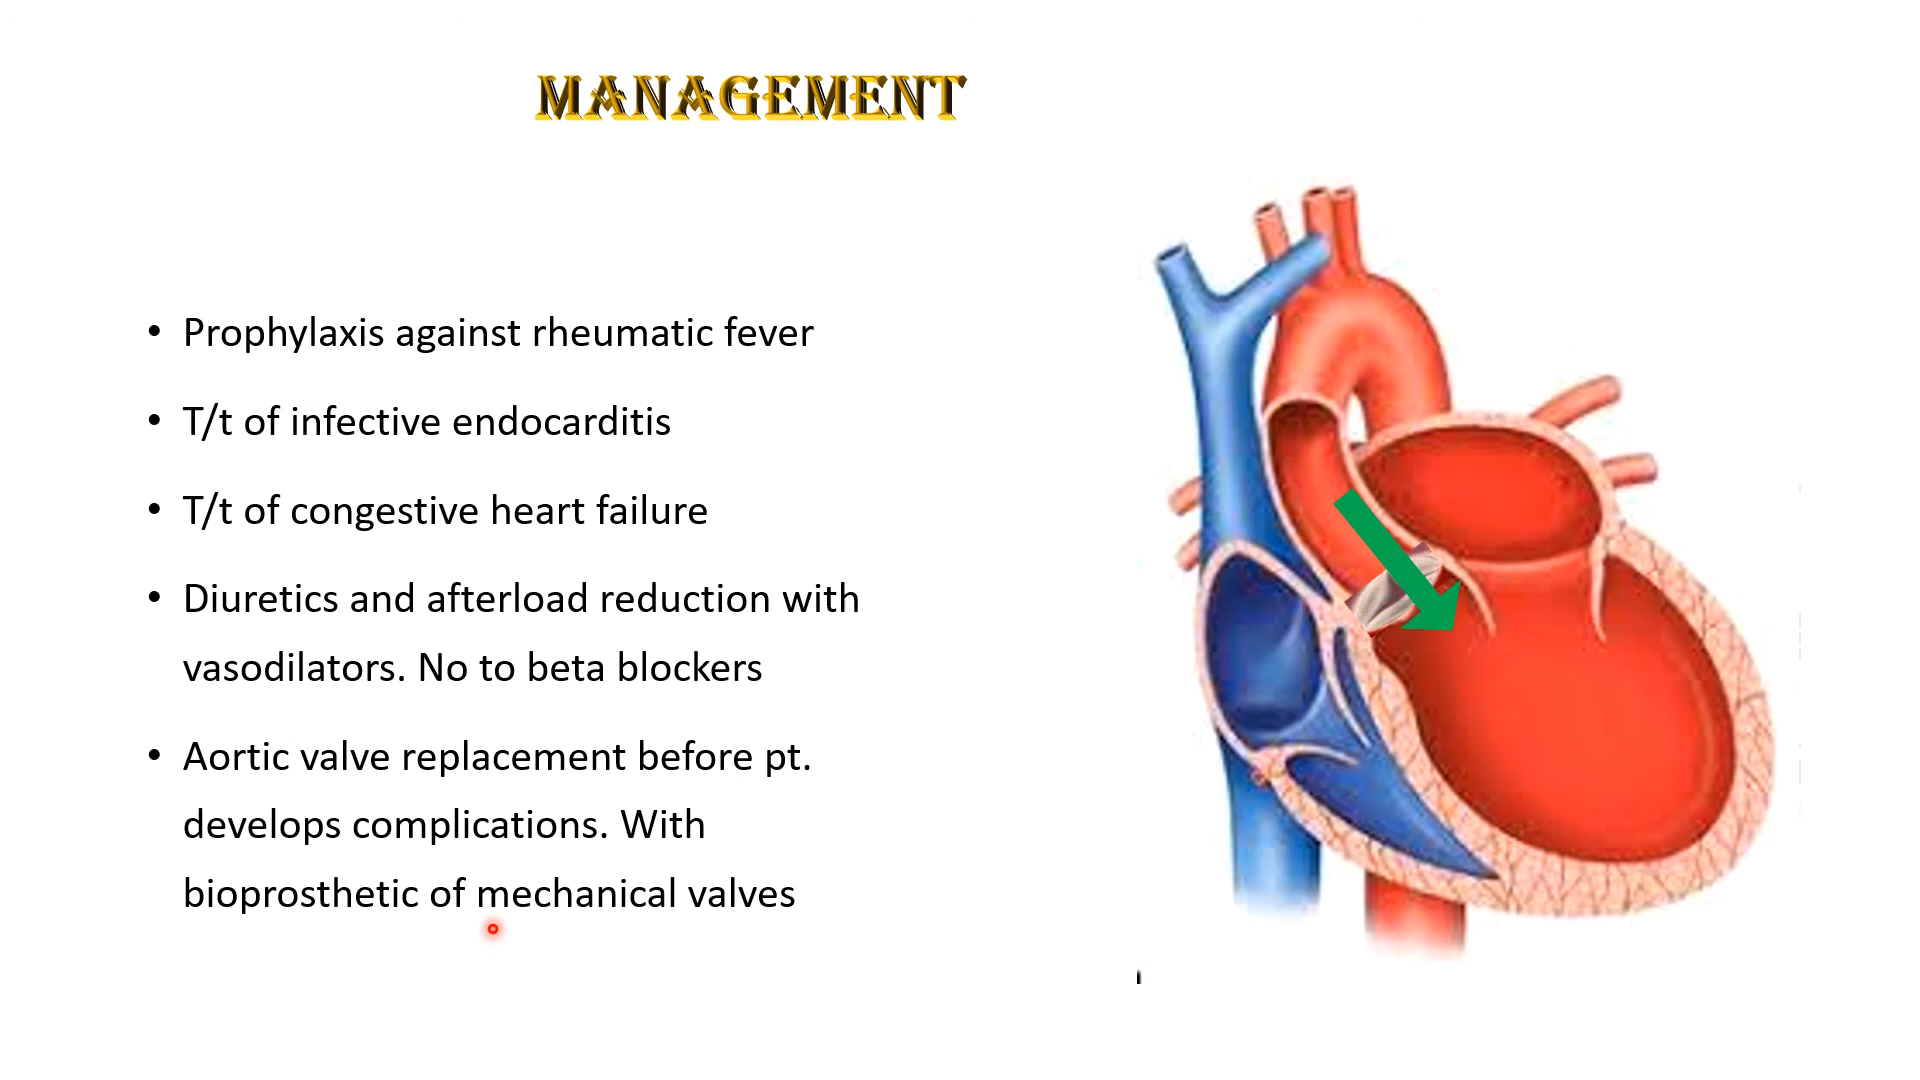 MANAGEMENT
• Prophylaxis against rheumatic fever
• T/t of infective endocarditis
• T/t of congestive heart failure
• Diuretics and afterload reduction with
vasodilators. No to beta blockers
• Aortic valve replacement before pt.
develops complications. With
bioprosthetic of mechanical valves